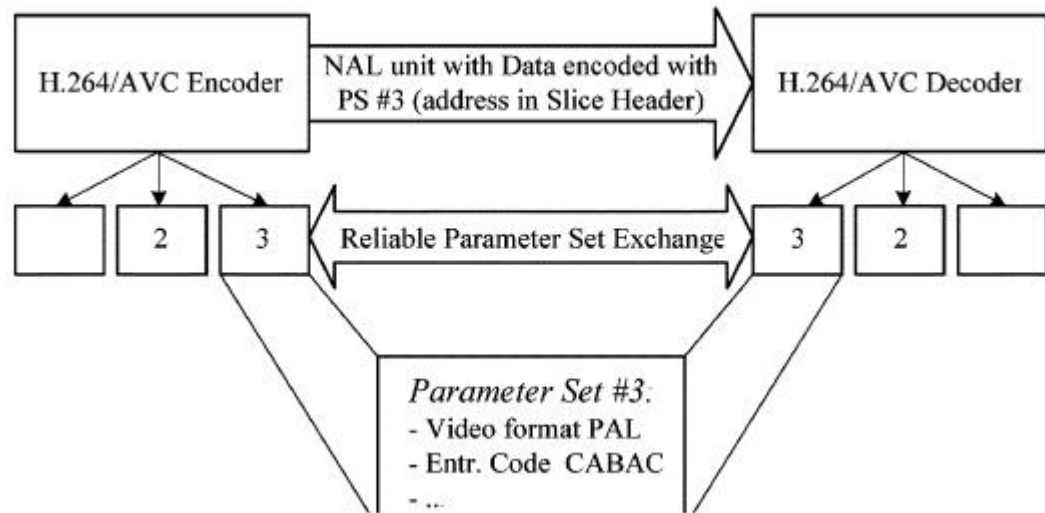 H.264/AVC Encoder
NAL unit with Data encoded with
PS #3 (address in Slice Header)
H.264/AVC Decoder
2
3
Reliable Parameter Set Exchange
3
2
Parameter Set #3:
- Video format PAL
- Entr. Code CABAC
- ...